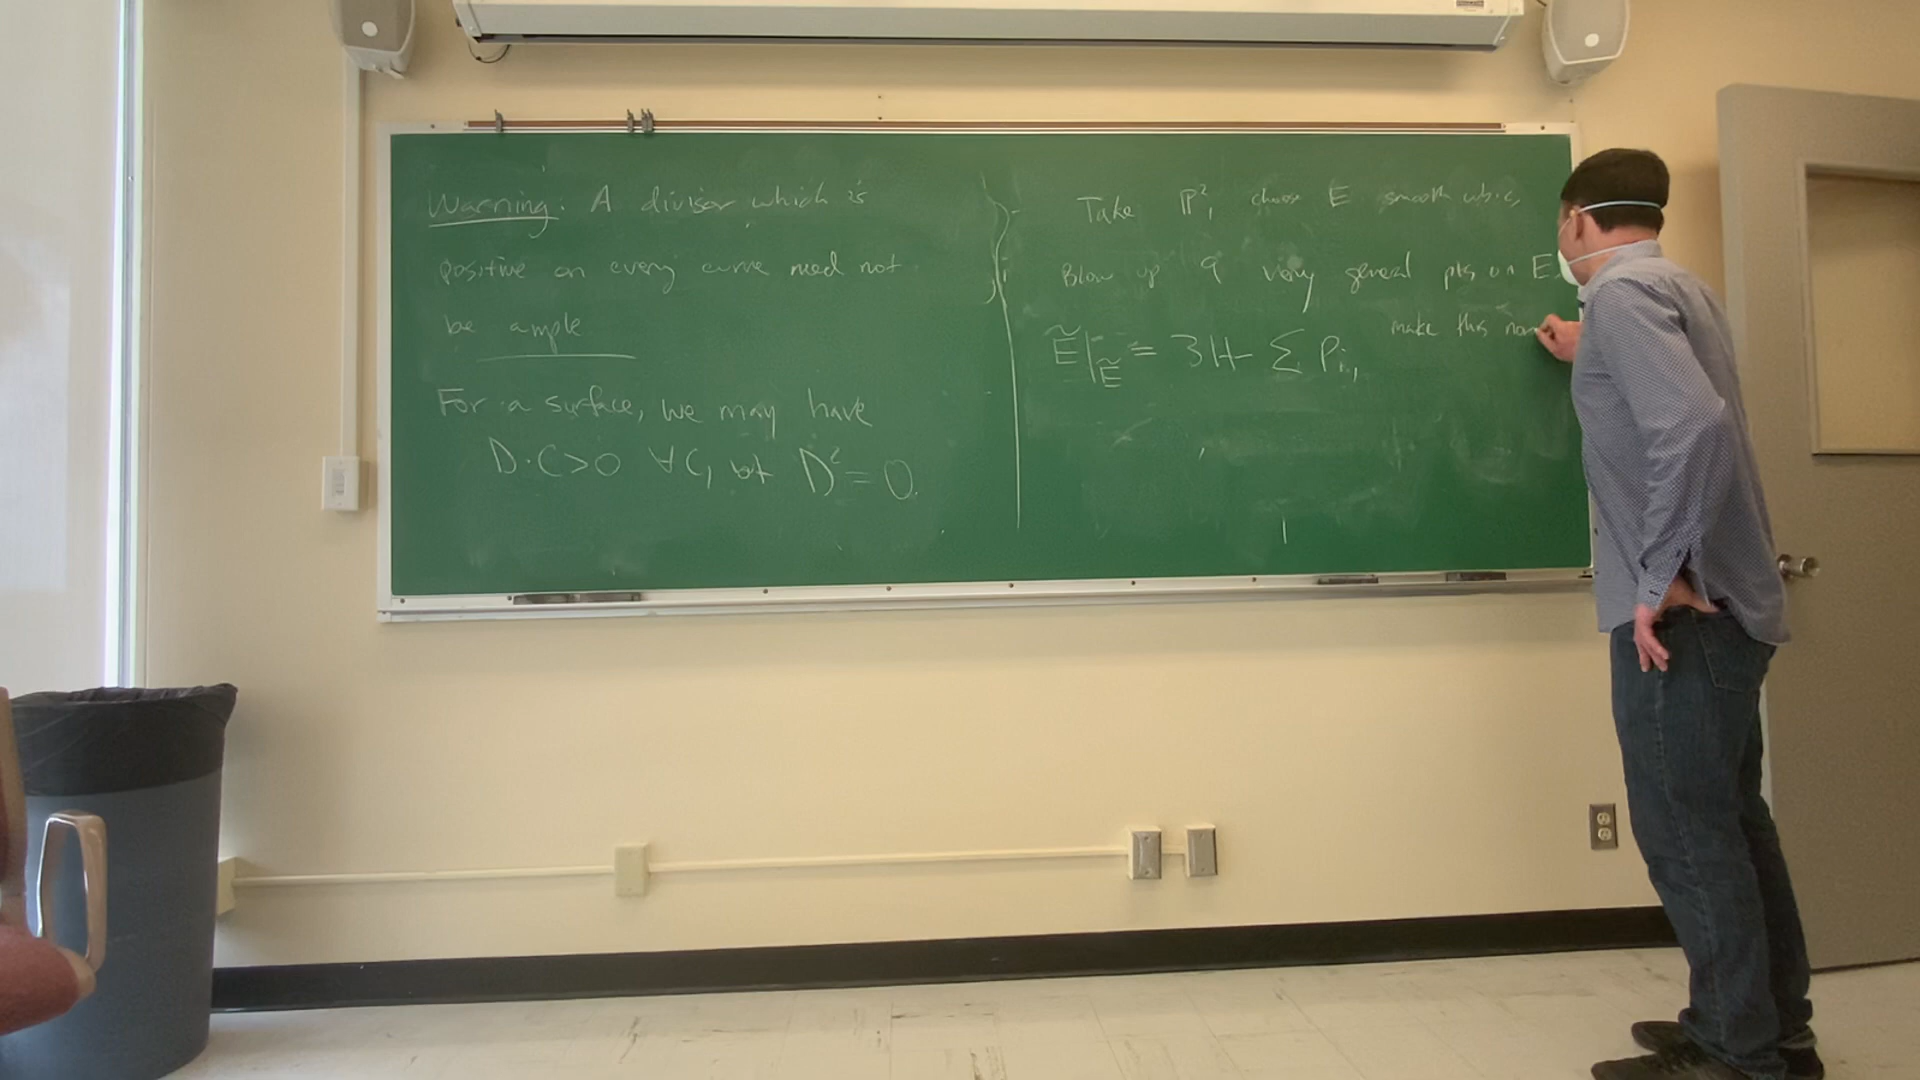 Warning: A divisor which is
positive on every curve need not
be ample
For a surface, we may have
D·C>0 ∀C, but D²=0.
Take ℙ², choose E smooth cubic,
Blow up 9 very general pts on E.
make this non
Ẽ|_Ẽ = 3H - Σ Pᵢ,